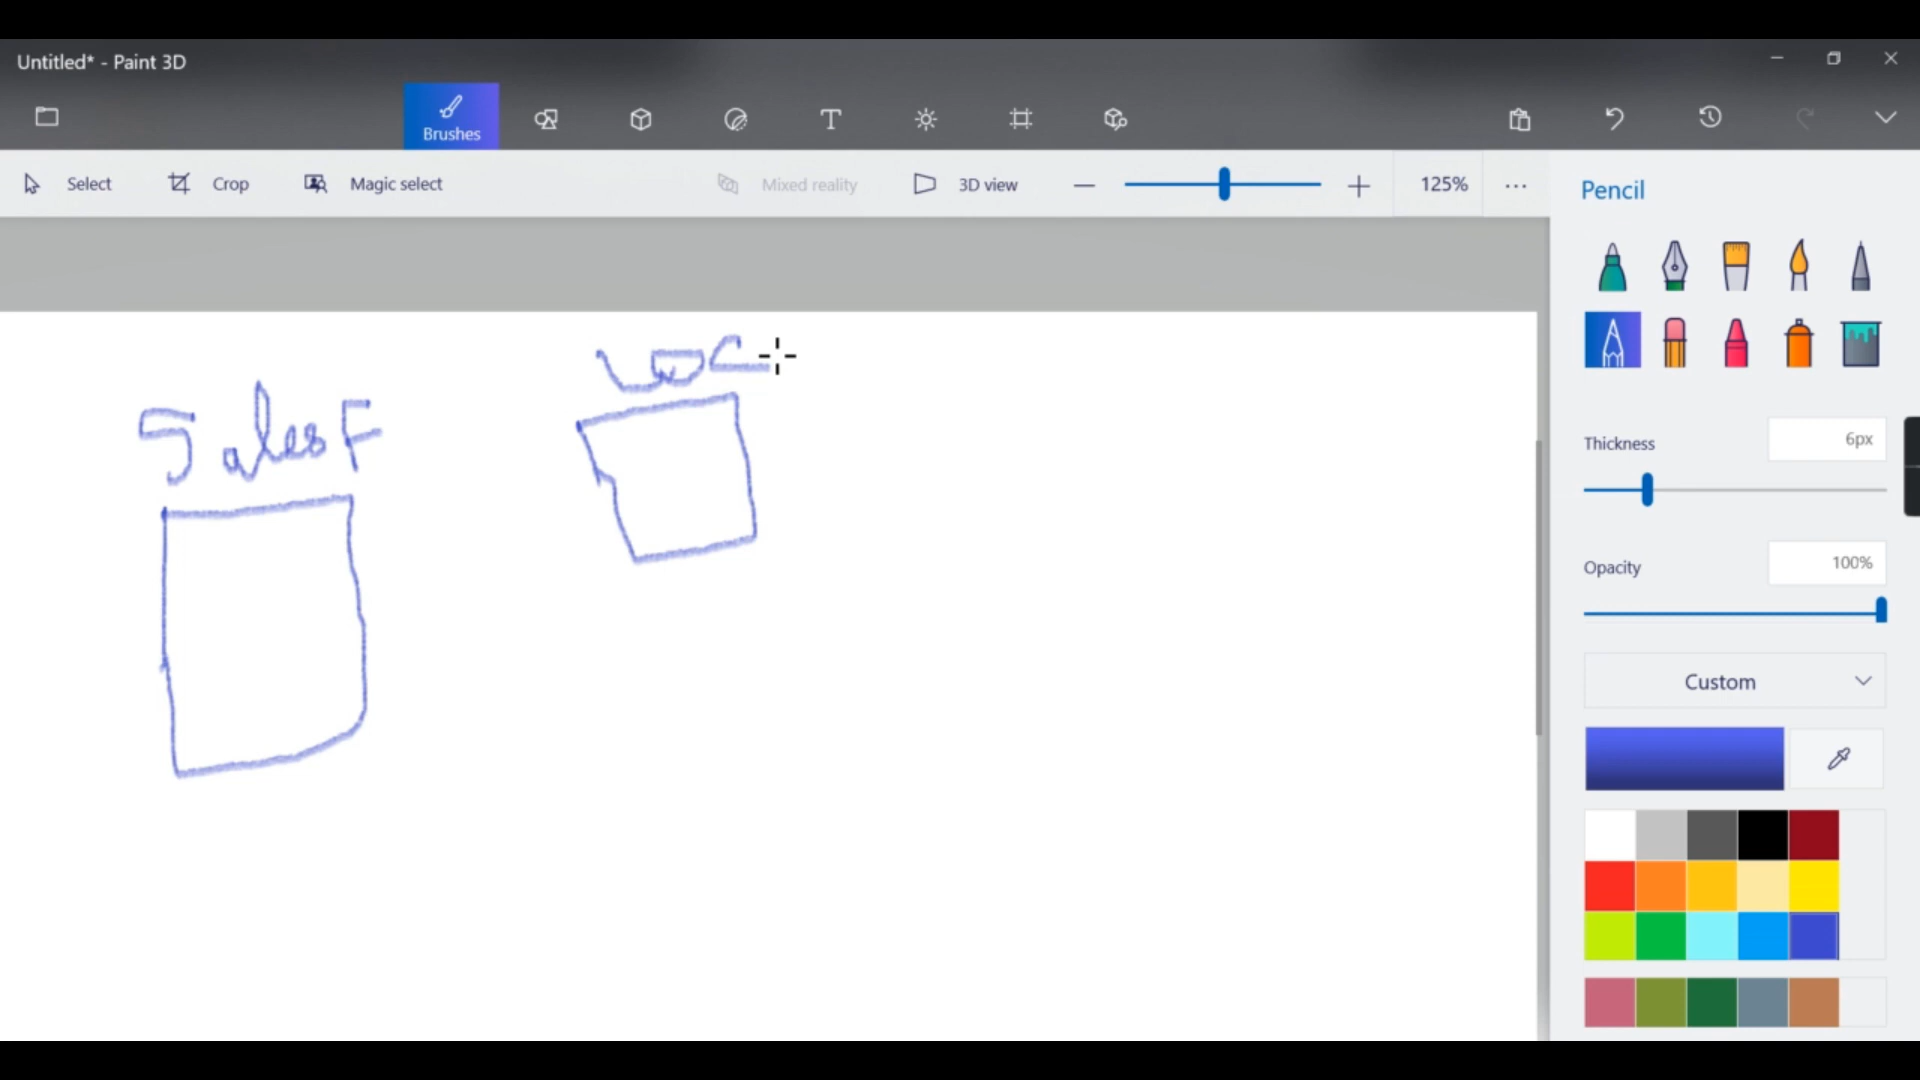 Untitled* - Paint 3D
Brushes
Select Crop Magic select Mixed reality 3D view 125%
Pencil
Thickness 6px
Opacity 100%
Custom
SalesF
LOC